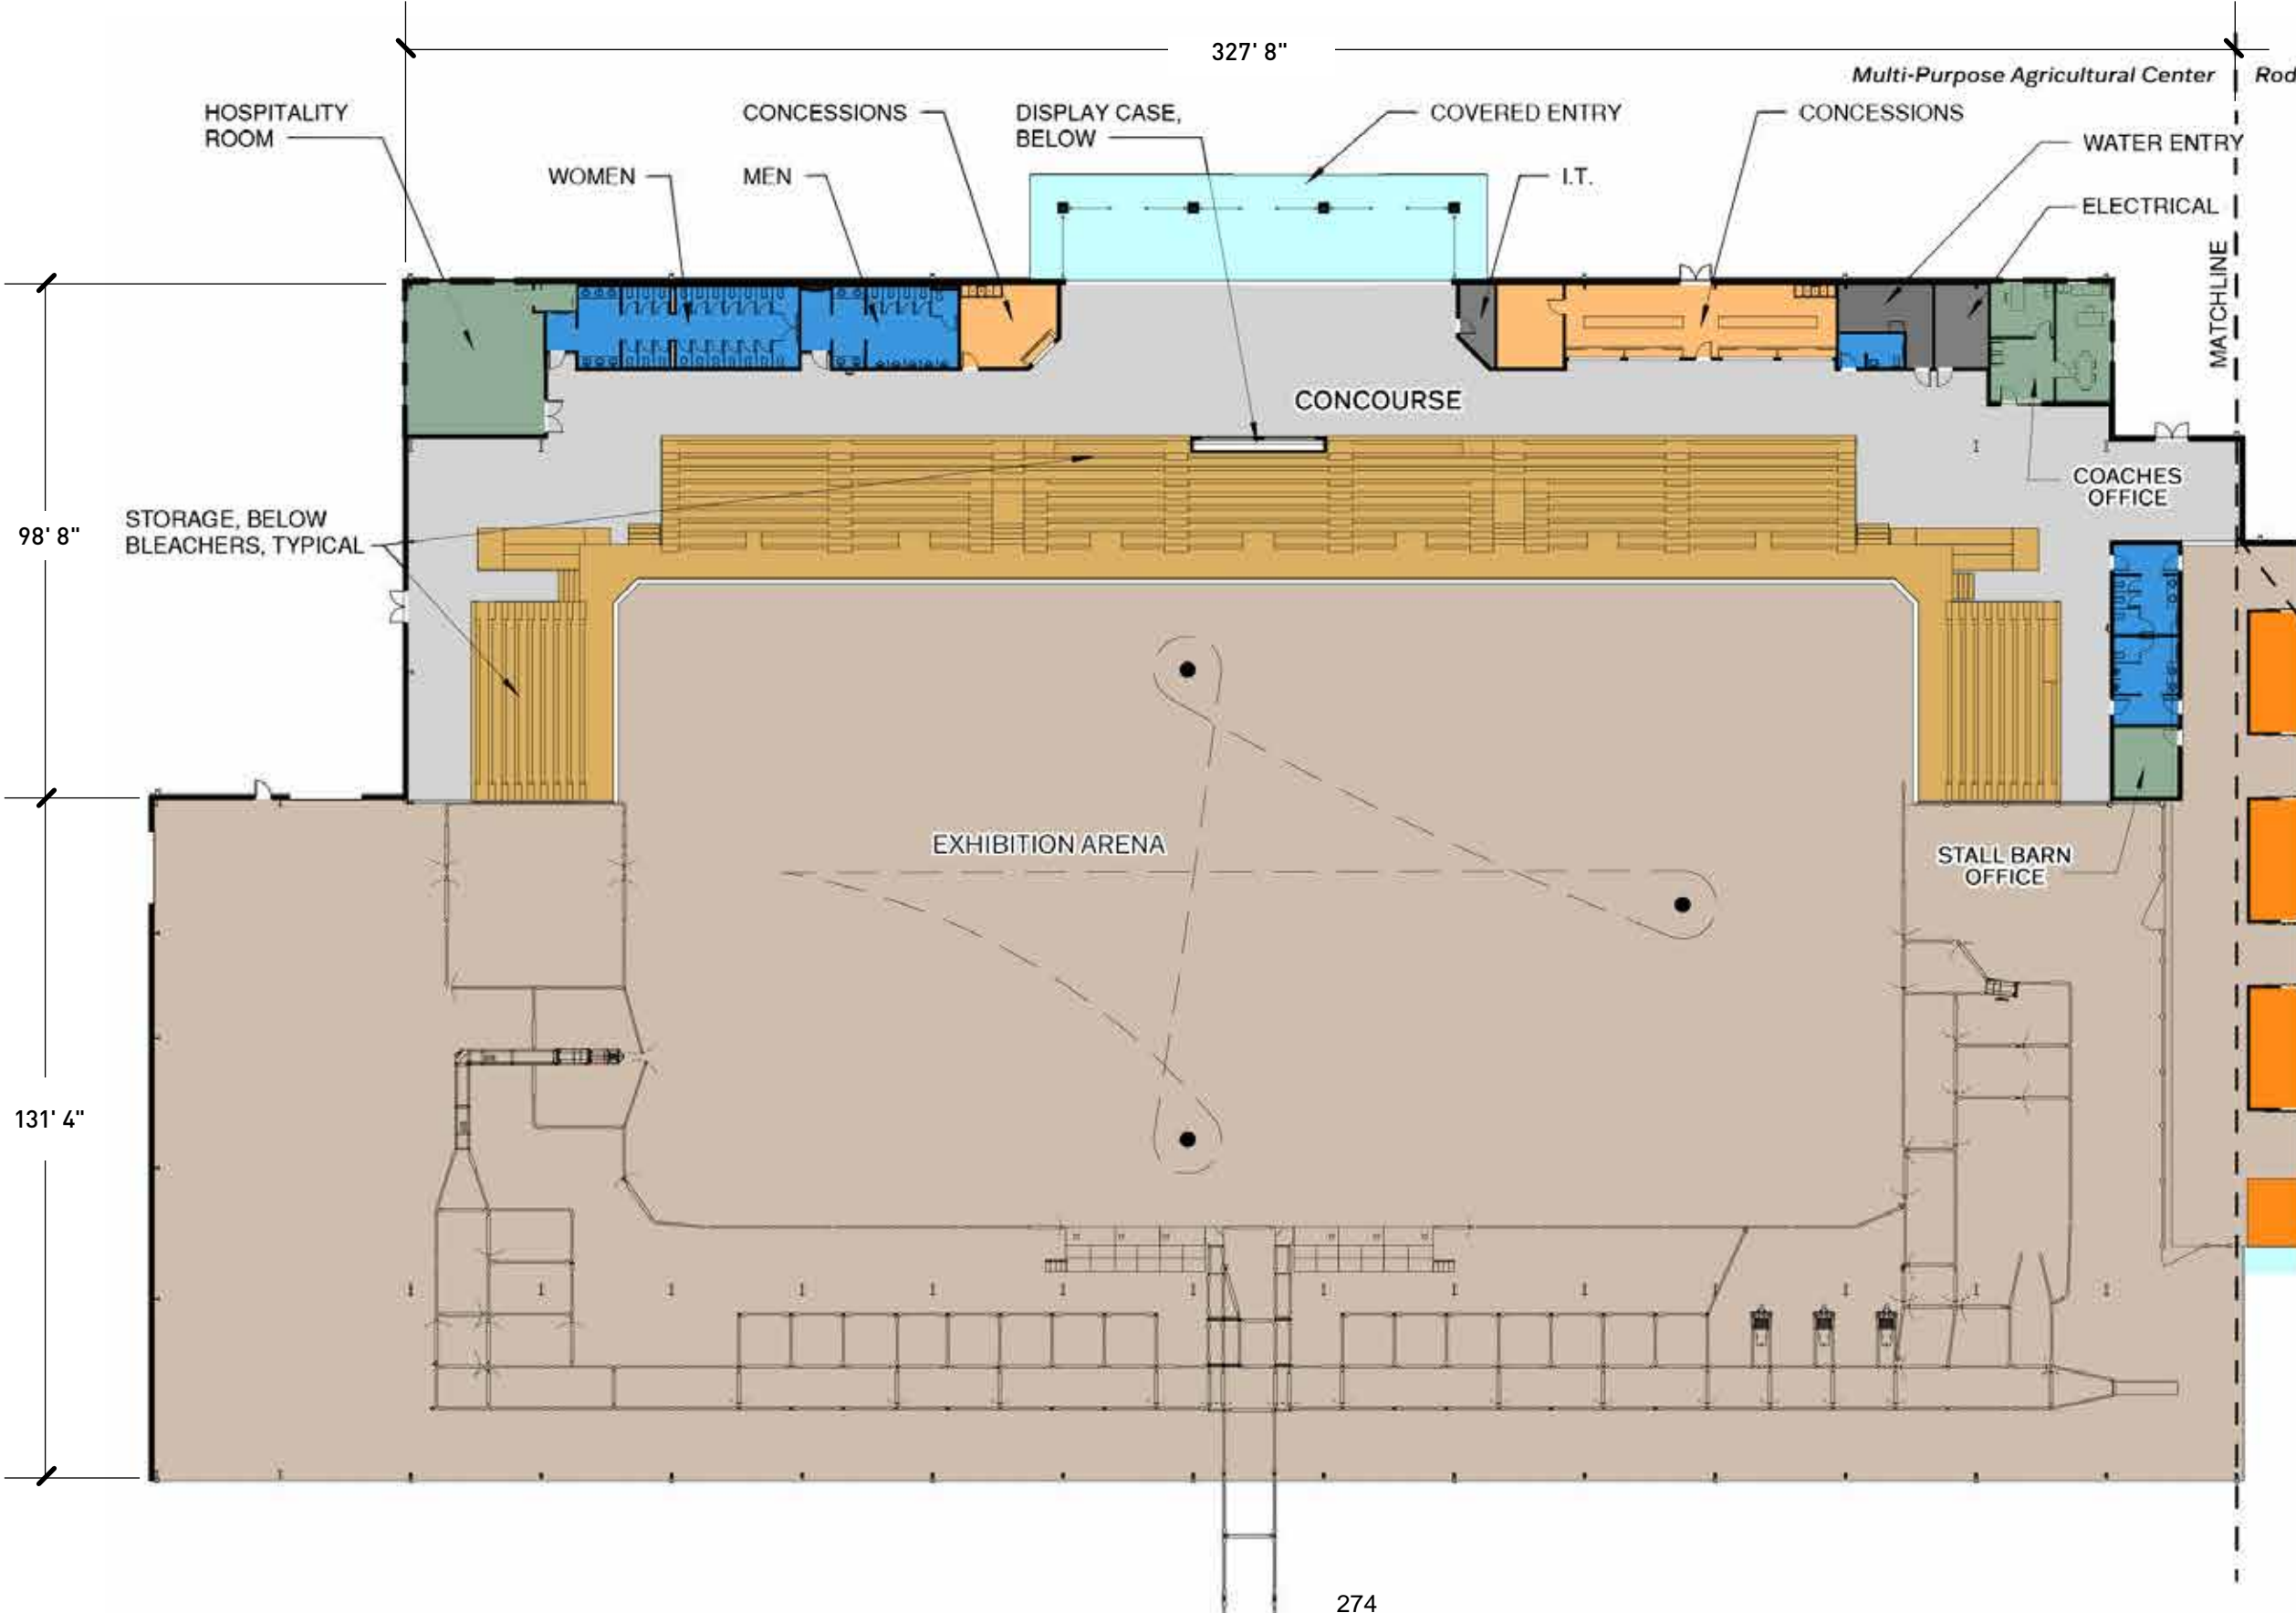 327' 8"
Multi-Purpose Agricultural Center
Rod
HOSPITALITY
ROOM
CONCESSIONS
DISPLAY CASE,
BELOW
COVERED ENTRY
CONCESSIONS
WATER ENTRY
WOMEN
MEN
I.T.
ELECTRICAL
MATCHLINE
CONCOURSE
COACHES
OFFICE
STORAGE, BELOW
BLEACHERS, TYPICAL
98' 8"
EXHIBITION ARENA
STALL BARN
OFFICE
131' 4"
274